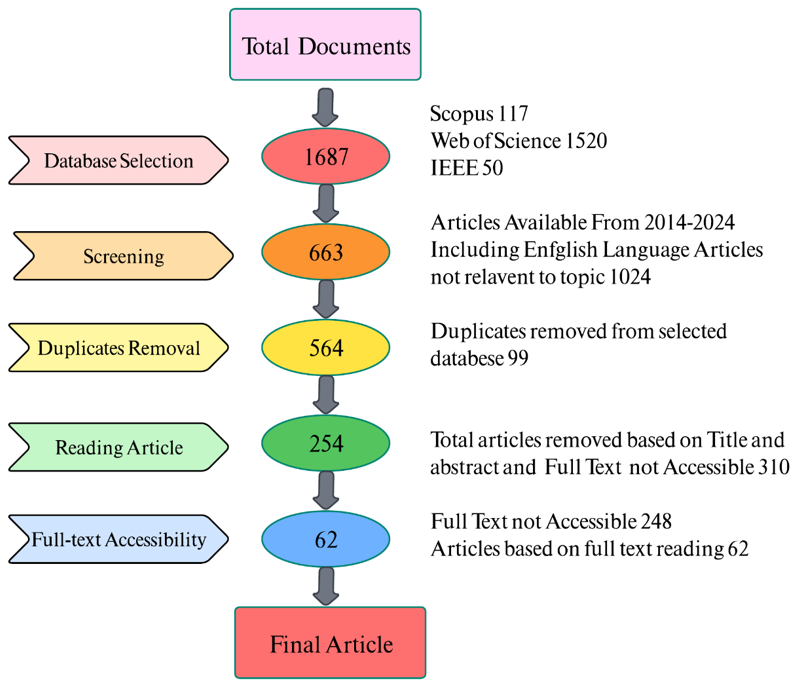 Total Documents
Database Selection
1687
Scopus 117
Web of Science 1520
IEEE 50
Screening
663
Articles Available From 2014-2024
Including Enfglish Language Articles
not relavent to topic 1024
Duplicates Removal
564
Duplicates removed from selected
databese 99
Reading Article
254
Total articles removed based on Title and
abstract and Full Text not Accessible 310
Full-text Accessibility
62
Full Text not Accessible 248
Articles based on full text reading 62
Final Article